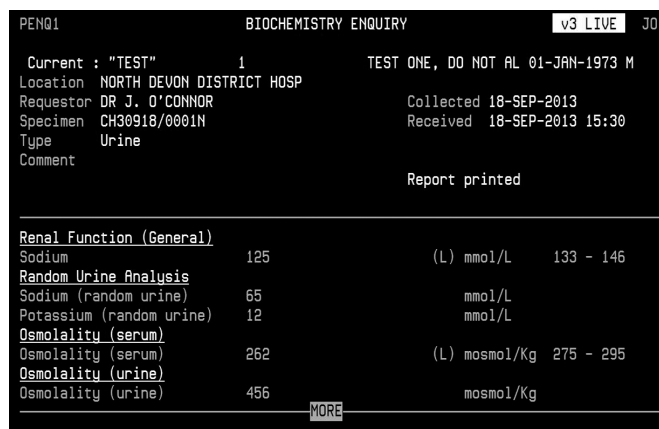 PENQ1 BIOCHEMISTRY ENQUIRY v3 LIVE JO
Current : "TEST" 1 TEST ONE, DO NOT AL 01-JAN-1973 M
Location NORTH DEVON DISTRICT HOSP
Requestor DR J. O'CONNOR Collected 18-SEP-2013
Specimen CH30918/0001N Received 18-SEP-2013 15:30
Type Urine
Comment
Report printed
Renal Function (General)
Sodium 125 (L) mmol/L 133 - 146
Random Urine Analysis
Sodium (random urine) 65 mmol/L
Potassium (random urine) 12 mmol/L
Osmolality (serum)
Osmolality (serum) 262 (L) mosmol/Kg 275 - 295
Osmolality (urine)
Osmolality (urine) 456 mosmol/Kg
MORE